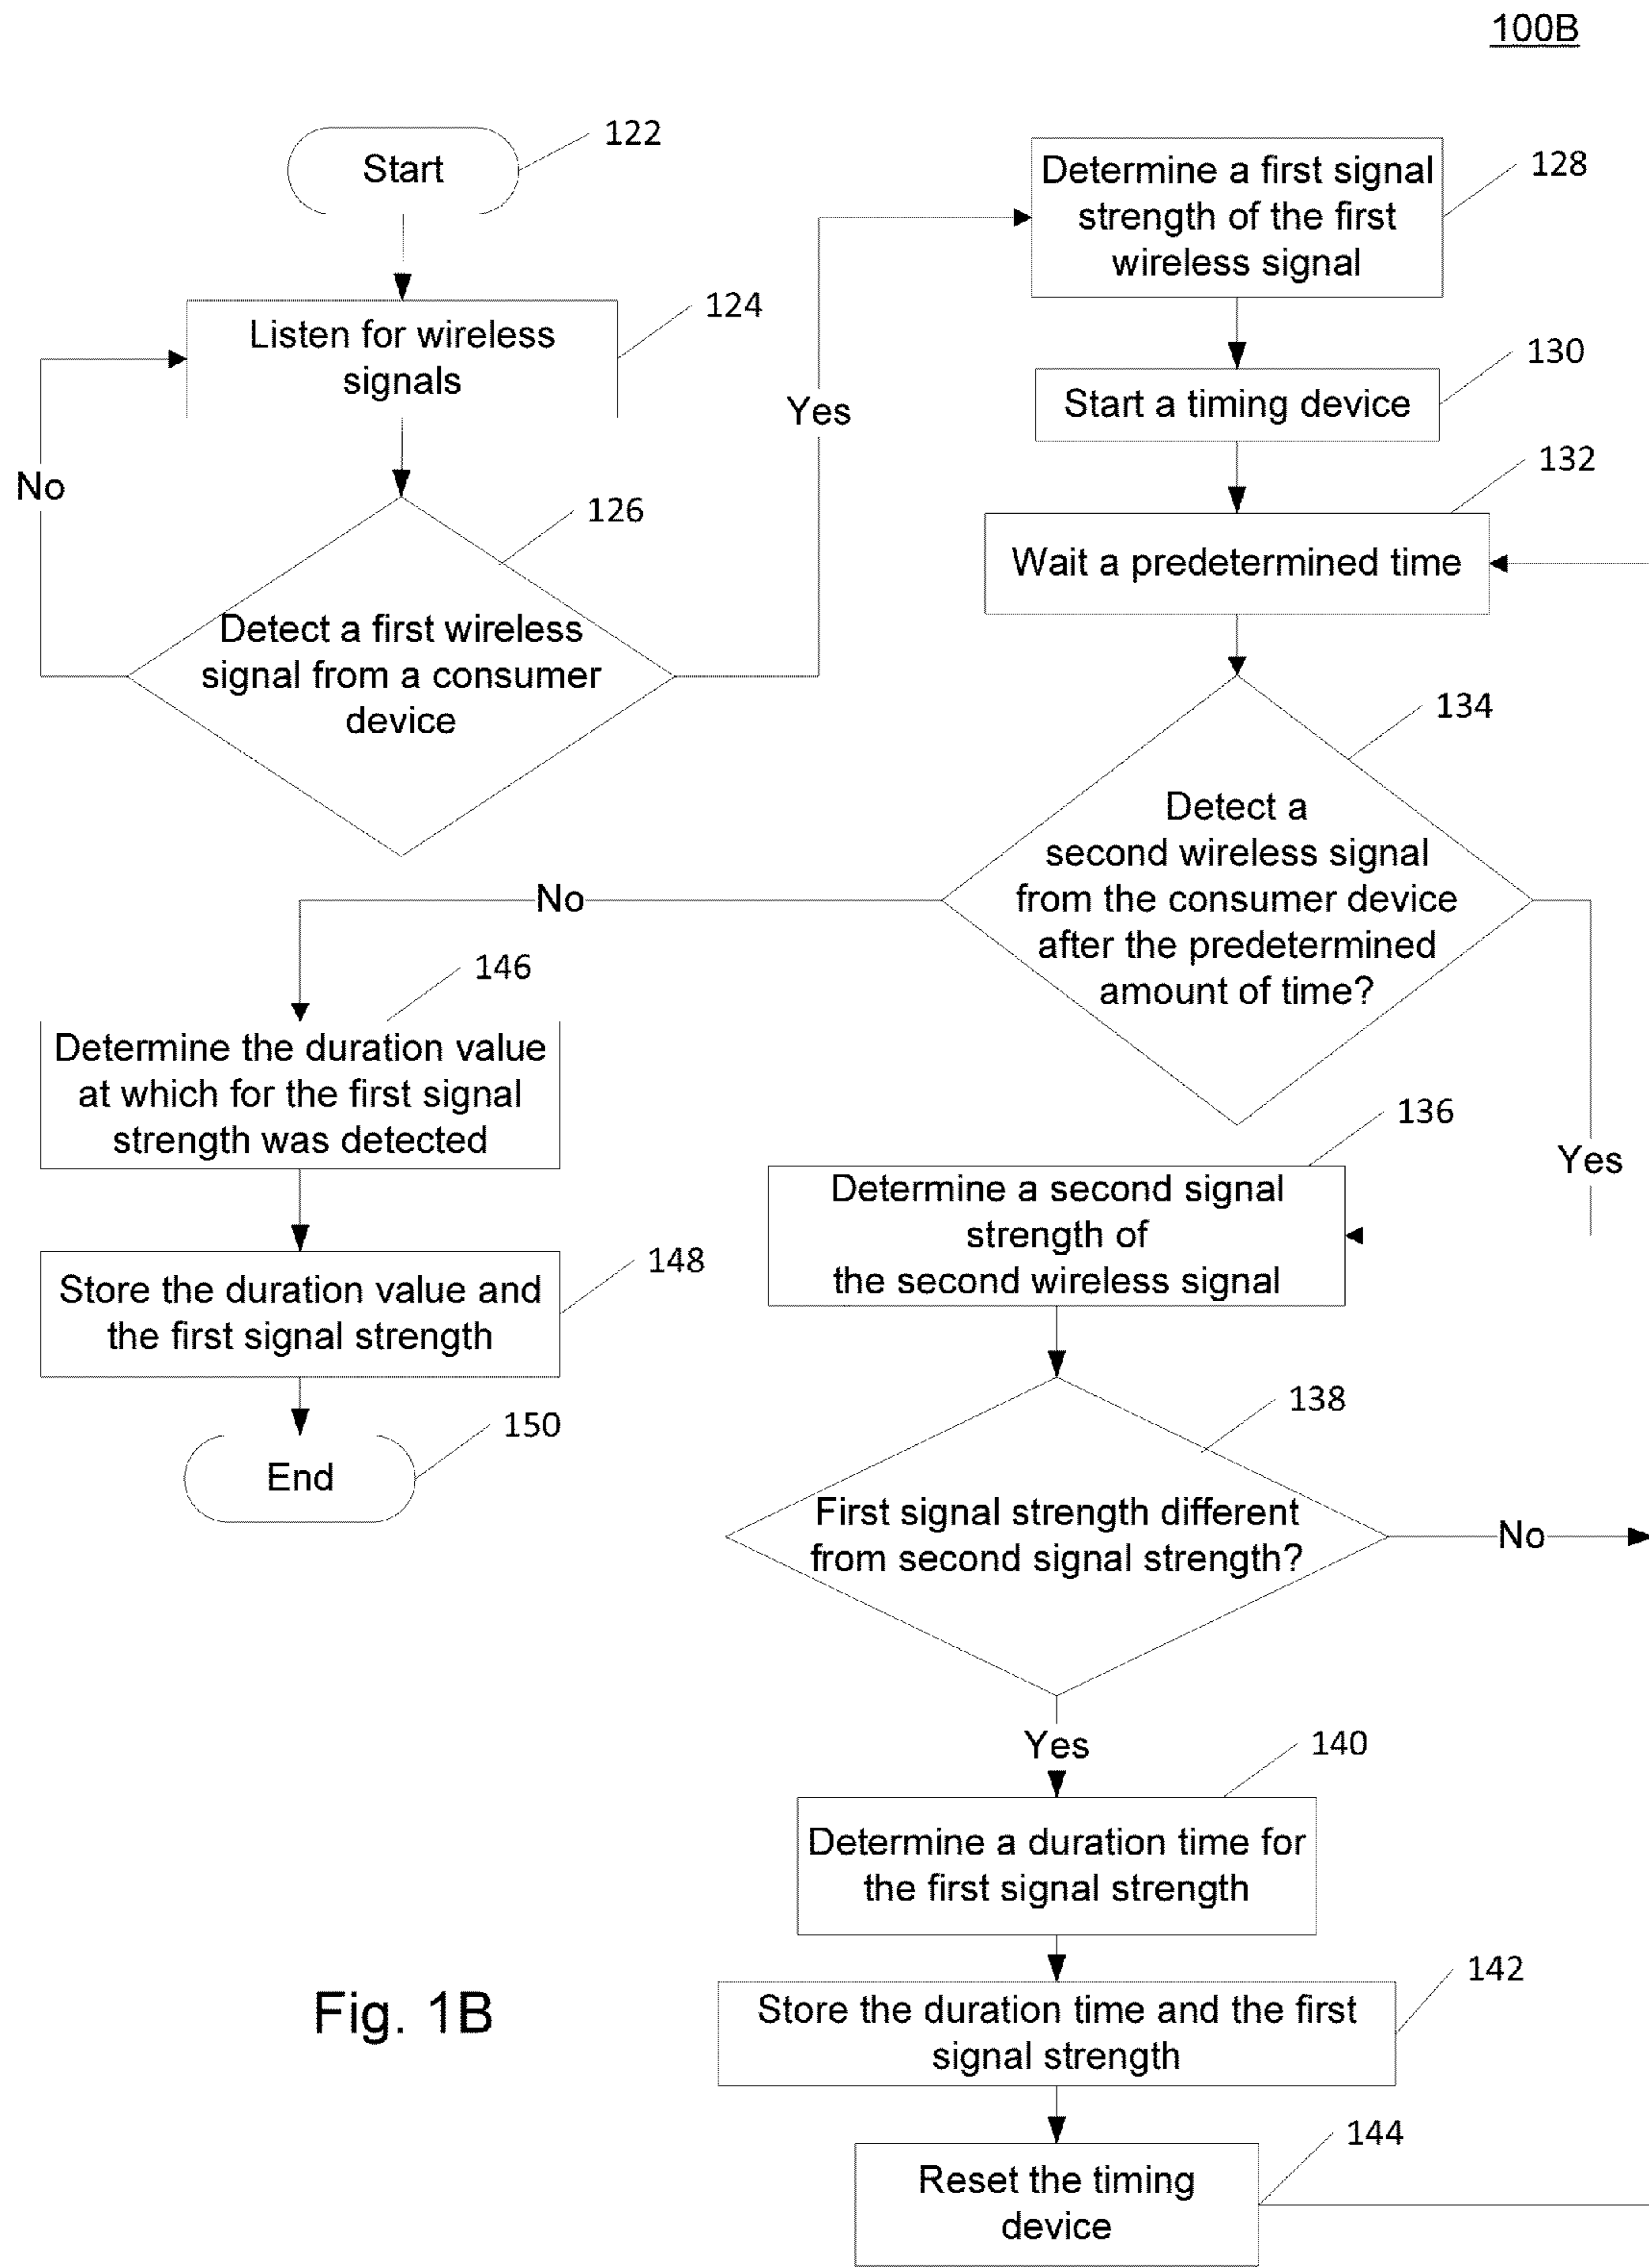 100B
Start
122
Listen for wireless
signals
124
No
Detect a first wireless
signal from a consumer
device
126
Yes
Determine a first signal
strength of the first
wireless signal
128
Start a timing device
130
Wait a predetermined time
132
Detect a
second wireless signal
from the consumer device
after the predetermined
amount of time?
134
No
Yes
Determine the duration value
at which for the first signal
strength was detected
146
Store the duration value and
the first signal strength
148
End
150
Determine a second signal
strength of
the second wireless signal
136
First signal strength different
from second signal strength?
138
No
Yes
Determine a duration time for
the first signal strength
140
Store the duration time and the first
signal strength
142
Reset the timing
device
144
Fig. 1B